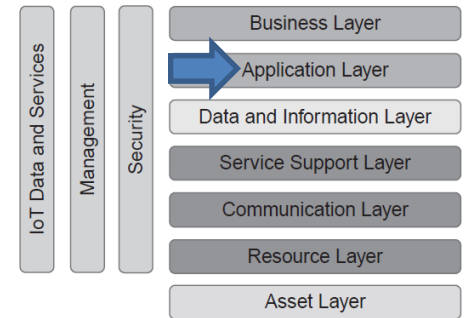 IoT Data and Services
Management
Security
Business Layer
Application Layer
Data and Information Layer
Service Support Layer
Communication Layer
Resource Layer
Asset Layer